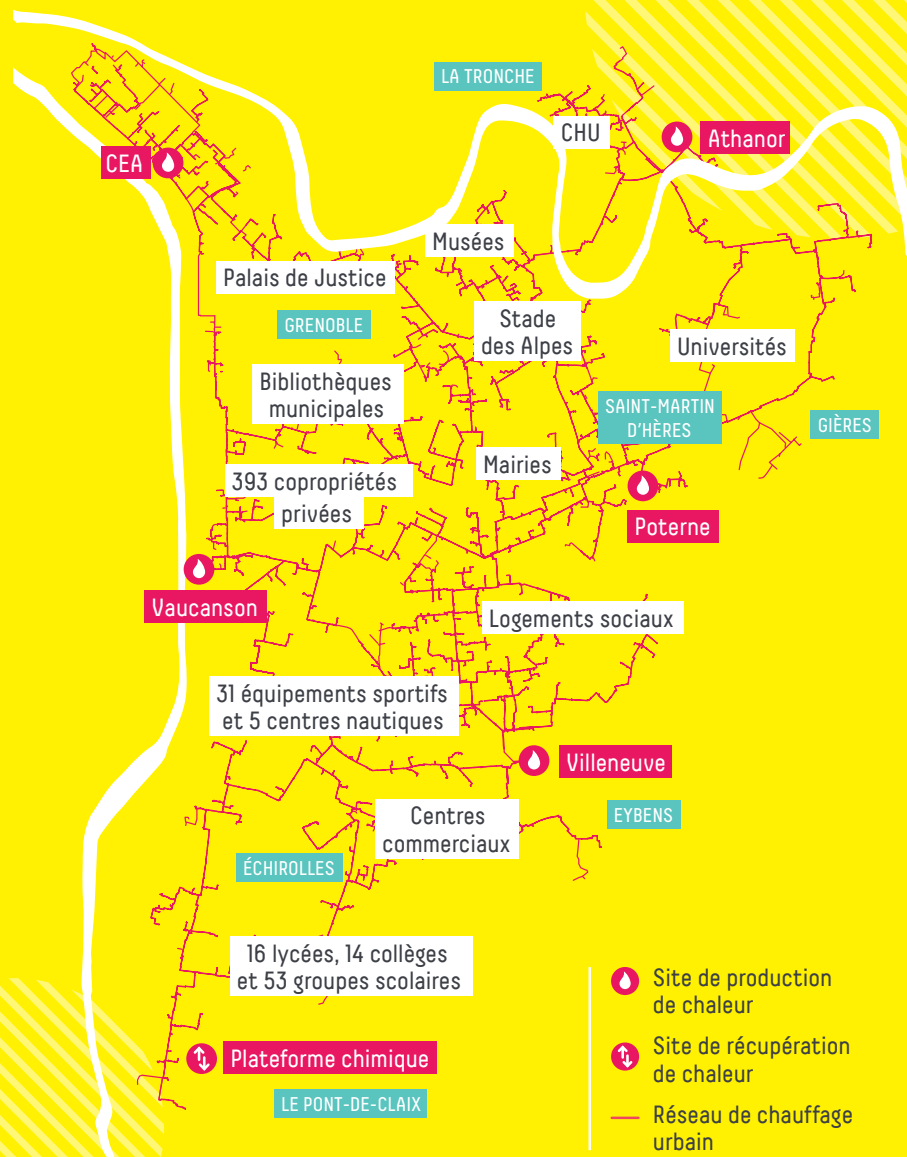 LA TRONCHE
CHU
Athanor
CEA
Musées
Palais de Justice
GRENOBLE
Stade
des Alpes
Universités
Bibliothèques
municipales
SAINT-MARTIN
D'HÈRES
GIÈRES
Mairies
393 copropriétés
privées
Poterne
Vaucanson
Logements sociaux
31 équipements sportifs
et 5 centres nautiques
Villeneuve
Centres
commerciaux
EYBENS
ÉCHIROLLES
16 lycées, 14 collèges
et 53 groupes scolaires
Plateforme chimique
LE PONT-DE-CLAIX
Site de production
de chaleur
Site de récupération
de chaleur
Réseau de chauffage
urbain